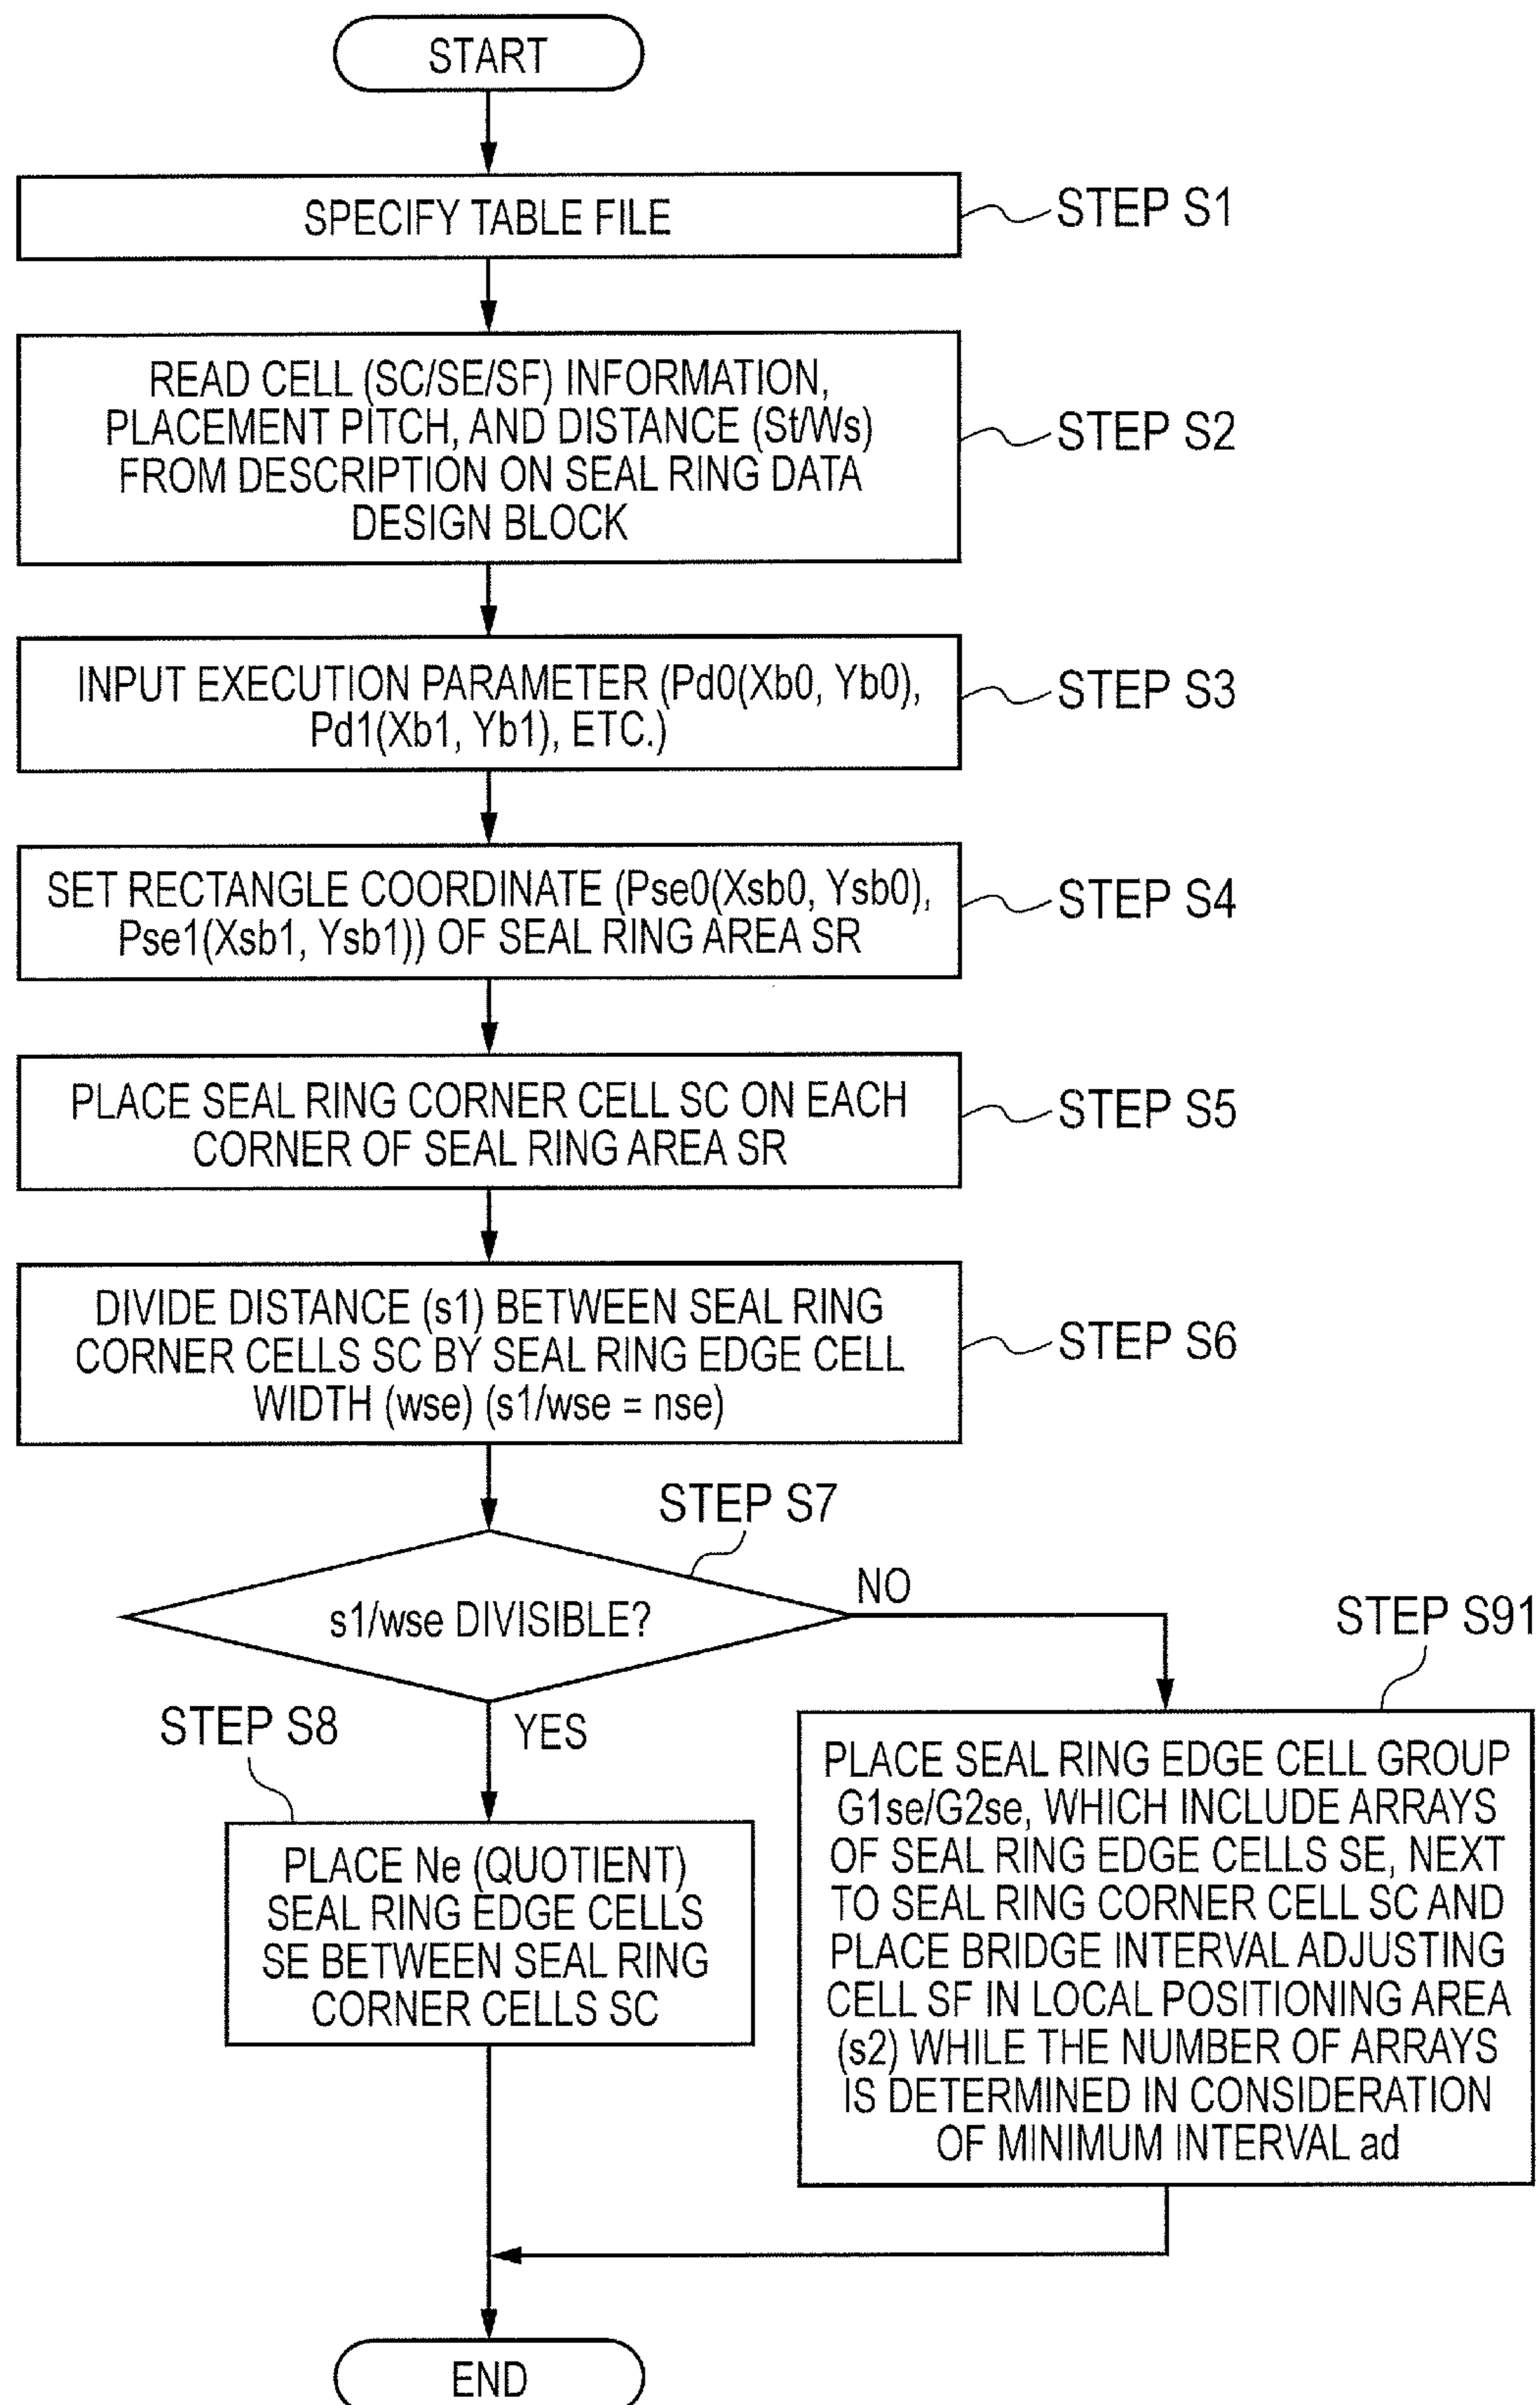 START
SPECIFY TABLE FILE
STEP S1
READ CELL (SC/SE/SF) INFORMATION,
PLACEMENT PITCH, AND DISTANCE (St/Ws)
FROM DESCRIPTION ON SEAL RING DATA
DESIGN BLOCK
STEP S2
INPUT EXECUTION PARAMETER (Pd0(Xb0, Yb0),
Pd1(Xb1, Yb1), ETC.)
STEP S3
SET RECTANGLE COORDINATE (Pse0(Xsb0, Ysb0),
Pse1(Xsb1, Ysb1)) OF SEAL RING AREA SR
STEP S4
PLACE SEAL RING CORNER CELL SC ON EACH
CORNER OF SEAL RING AREA SR
STEP S5
DIVIDE DISTANCE (s1) BETWEEN SEAL RING
CORNER CELLS SC BY SEAL RING EDGE CELL
WIDTH (wse) (s1/wse = nse)
STEP S6
STEP S7
s1/wse DIVISIBLE?
NO
YES
STEP S8
PLACE Ne (QUOTIENT)
SEAL RING EDGE CELLS
SE BETWEEN SEAL RING
CORNER CELLS SC
STEP S91
PLACE SEAL RING EDGE CELL GROUP
G1se/G2se, WHICH INCLUDE ARRAYS
OF SEAL RING EDGE CELLS SE, NEXT
TO SEAL RING CORNER CELL SC AND
PLACE BRIDGE INTERVAL ADJUSTING
CELL SF IN LOCAL POSITIONING AREA
(s2) WHILE THE NUMBER OF ARRAYS
IS DETERMINED IN CONSIDERATION
OF MINIMUM INTERVAL ad
END